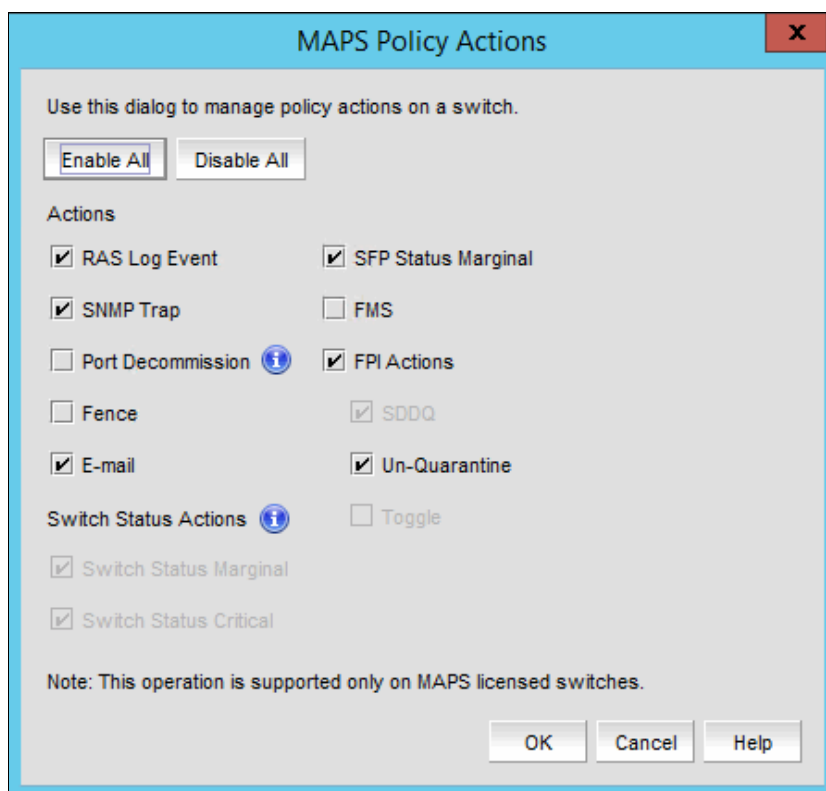 MAPS Policy Actions
x
Use this dialog to manage policy actions on a switch.
Enable All Disable All
Actions
RAS Log Event SFP Status Marginal
SNMP Trap FMS
Port Decommission i FPI Actions
Fence SDDQ
E-mail Un-Quarantine
Switch Status Actions i Toggle
Switch Status Marginal
Switch Status Critical
Note: This operation is supported only on MAPS licensed switches.
OK Cancel Help